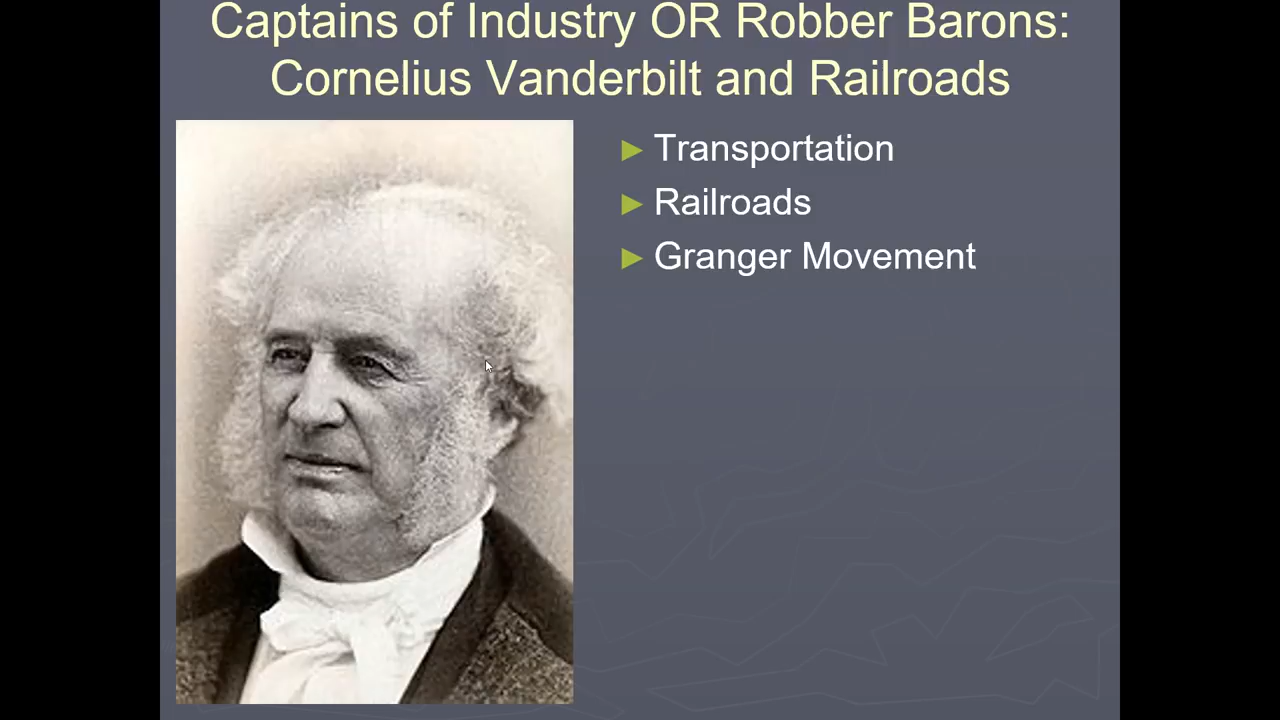 Captains of Industry OR Robber Barons:
Cornelius Vanderbilt and Railroads
Transportation
Railroads
Granger Movement